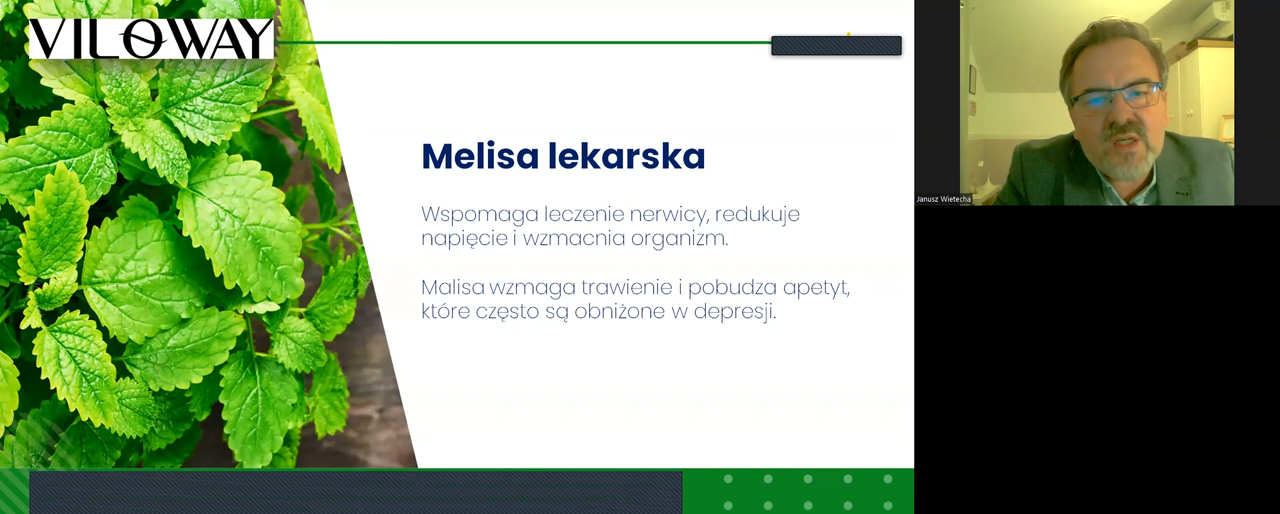 VILOWAY
Melisa lekarska
Wspomaga leczenie nerwicy, redukuje
napięcie i wzmacnia organizm.
Malisa wzmaga trawienie i pobudza apetyt,
które często są obniżone w depresji.
Janusz Wietecha